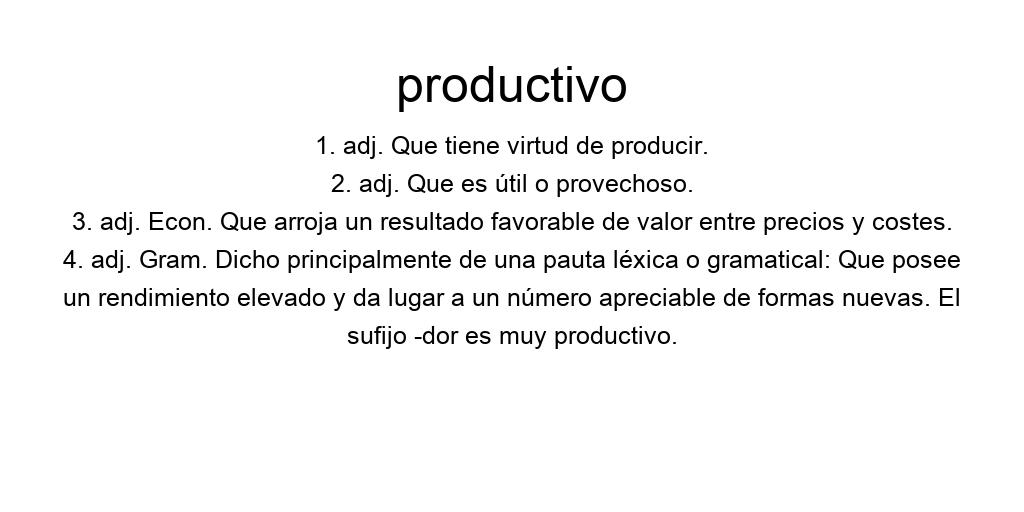 productivo
1. adj. Que tiene virtud de producir.
2. adj. Que es útil o provechoso.
3. adj. Econ. Que arroja un resultado favorable de valor entre precios y costes.
4. adj. Gram. Dicho principalmente de una pauta léxica o gramatical: Que posee
un rendimiento elevado y da lugar a un número apreciable de formas nuevas. El
sufijo -dor es muy productivo.